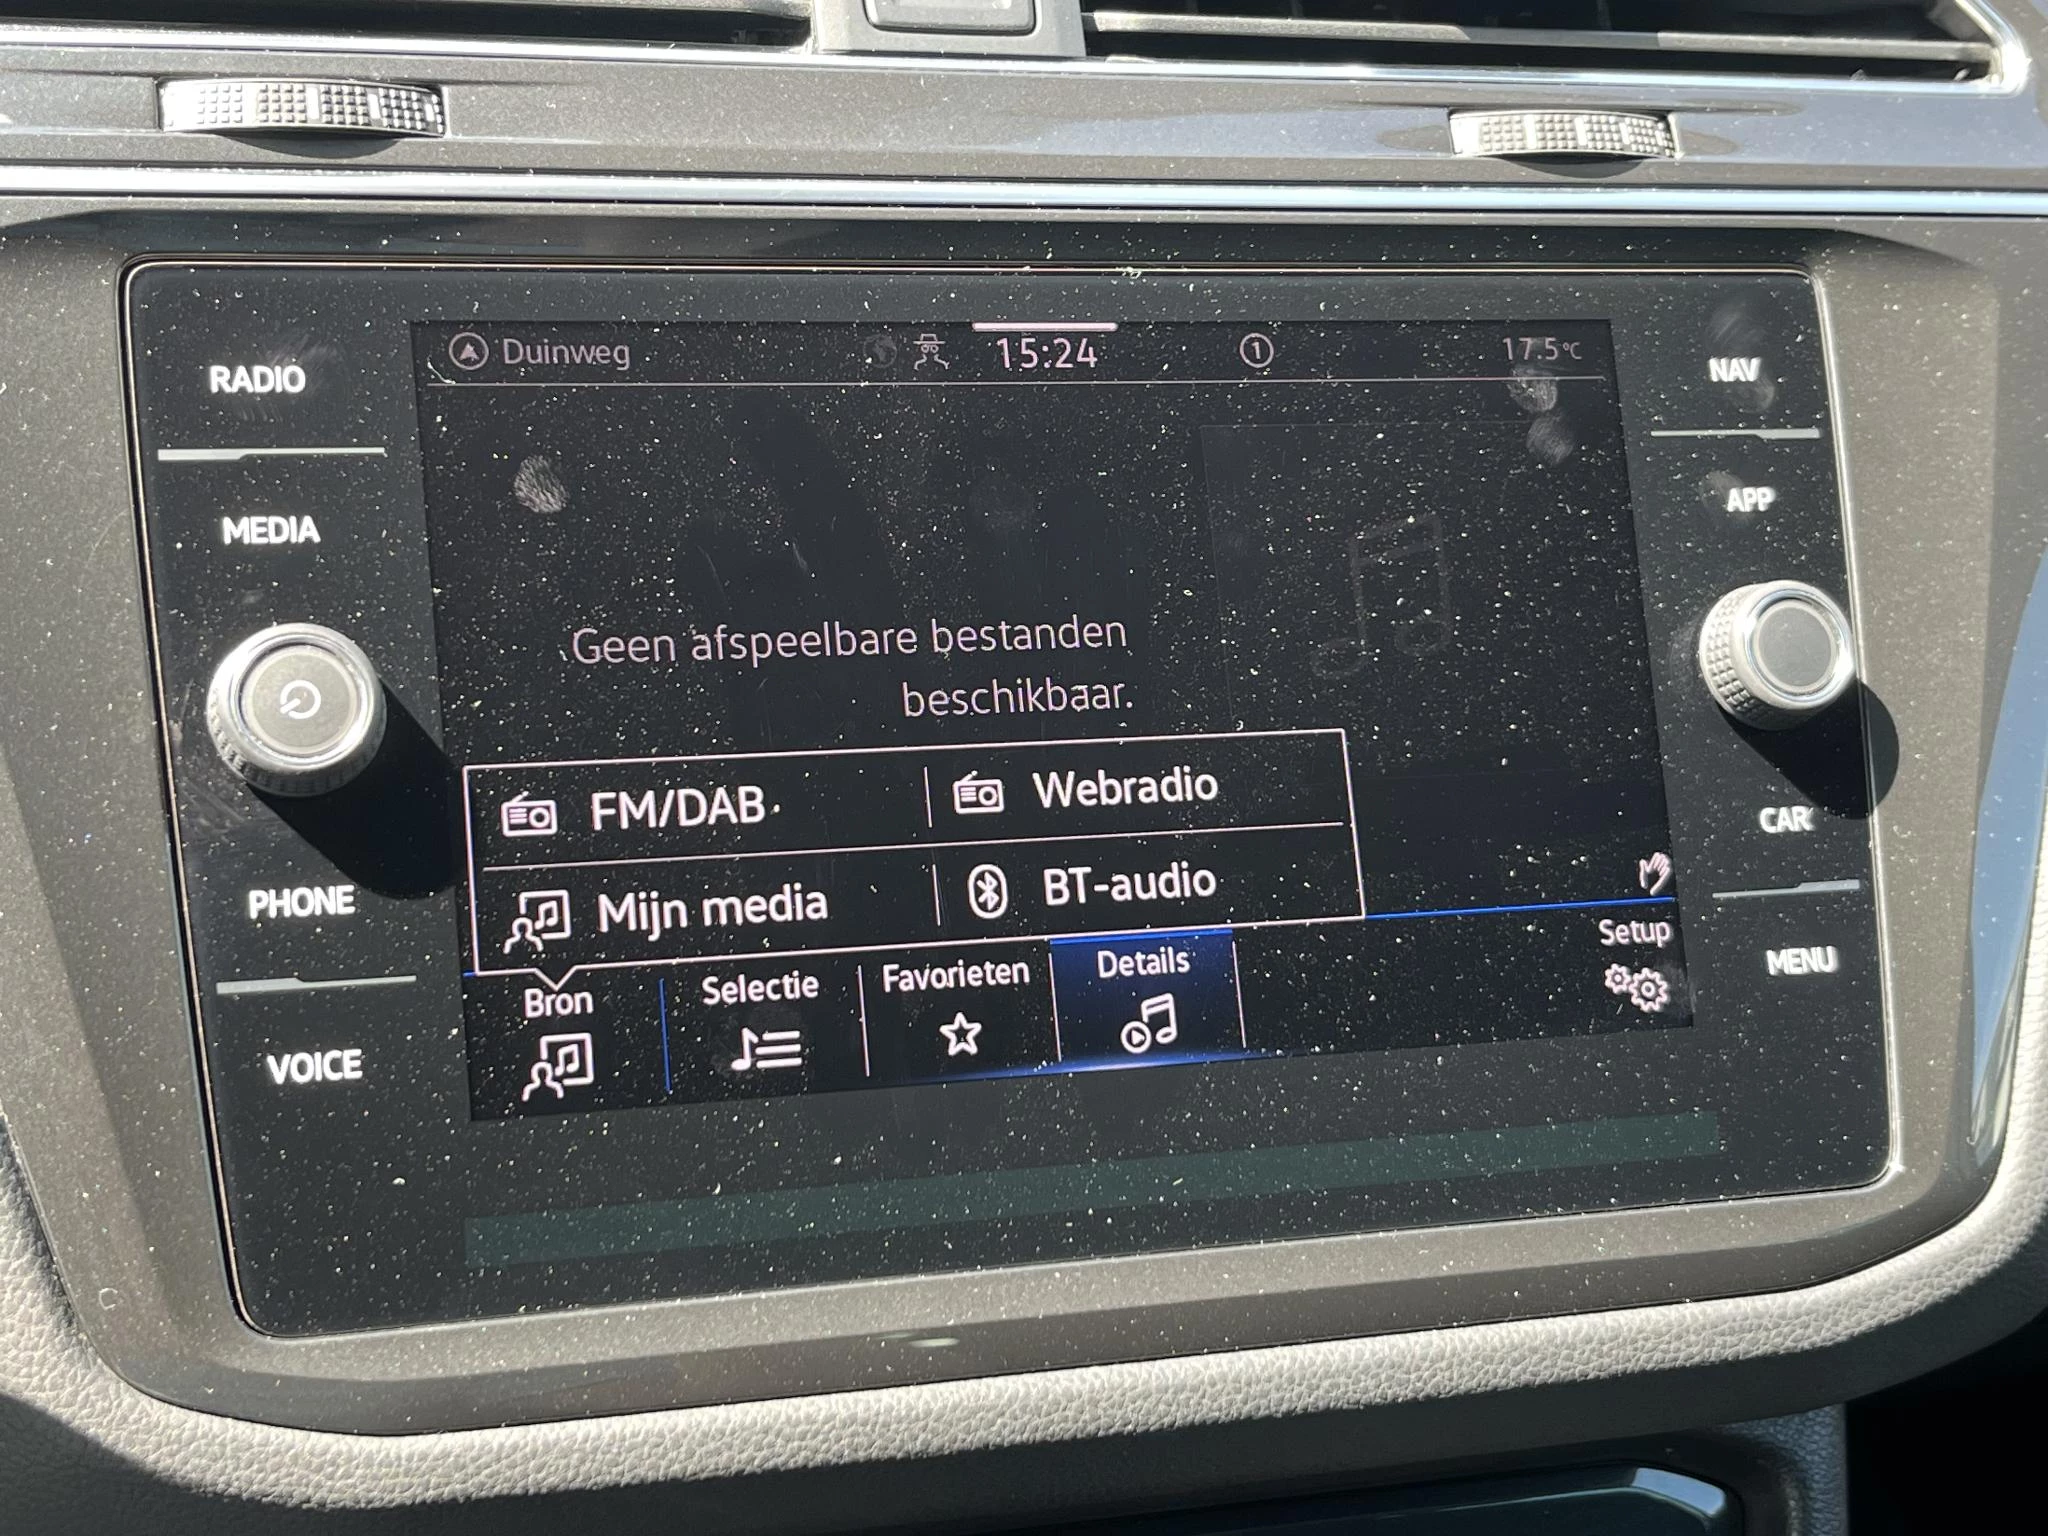 RADIO
MEDIA
PHONE
VOICE
Duinweg
15:24
1
17.5°C
Geen afspeelbare bestanden
beschikbaar.
FM/DAB
Webradio
Mijn media
BT-audio
Bron
Selectie
Favorieten
Details
Setup
NAV
APP
CAR
MENU